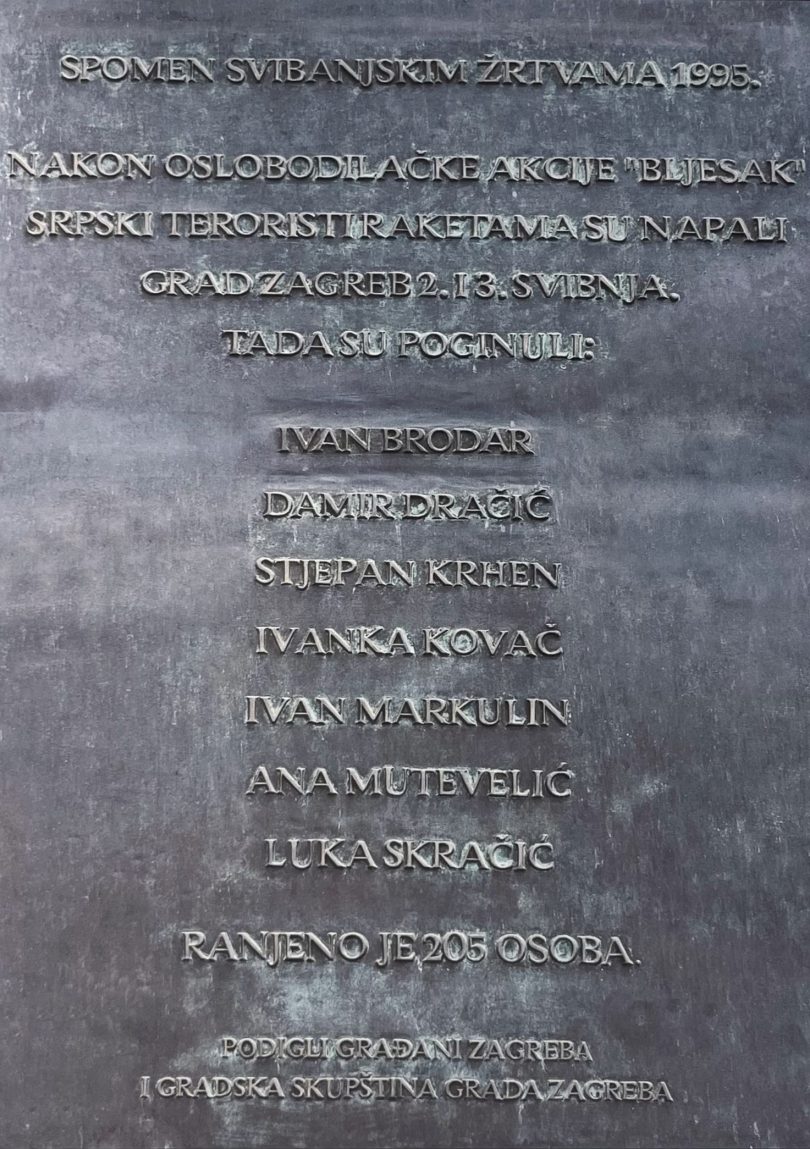 SPOMEN SVIBANJSKIM ŽRTVAMA 1995.
NAKON OSLOBODILAČKE AKCIJE "BLJESAK"
SRPSKI TERORISTI RAKETAMA SU NAPALI
GRAD ZAGREB 2. I 3. SVIBNJA.
TADA SU POGINULI:
IVAN BRODAR
DAMIR DRAČIĆ
STJEPAN KRHEN
IVANKA KOVAČ
IVAN MARKULIN
ANA MUTEVELIĆ
LUKA SKRAČIĆ
RANJENO JE 205 OSOBA.
PODIGLI GRAĐANI ZAGREBA
I GRADSKA SKUPŠTINA GRADA ZAGREBA